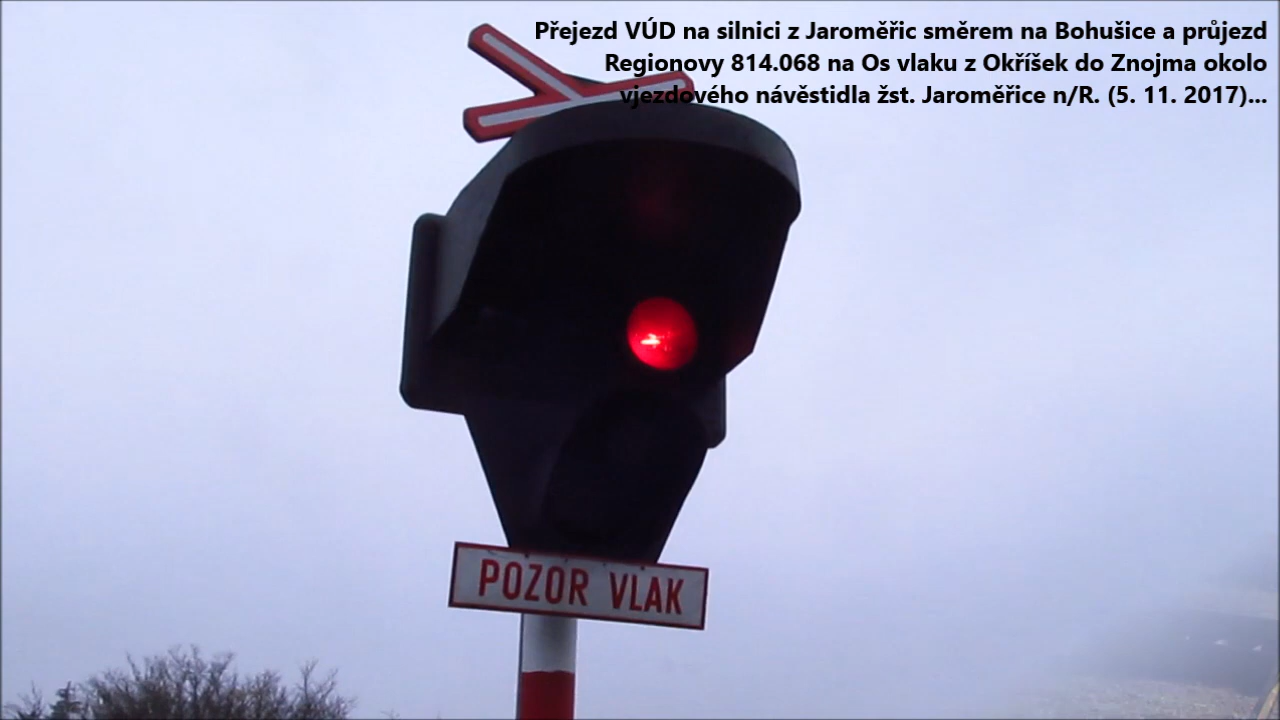 Přejezd VÚD na silnici z Jaroměřic směrem na Bohušice a průjezd
Regionovy 814.068 na Os vlaku z Okříšek do Znojma okolo
vjezdového návěstidla žst. Jaroměřice n/R. (5. 11. 2017)...
POZOR VLAK